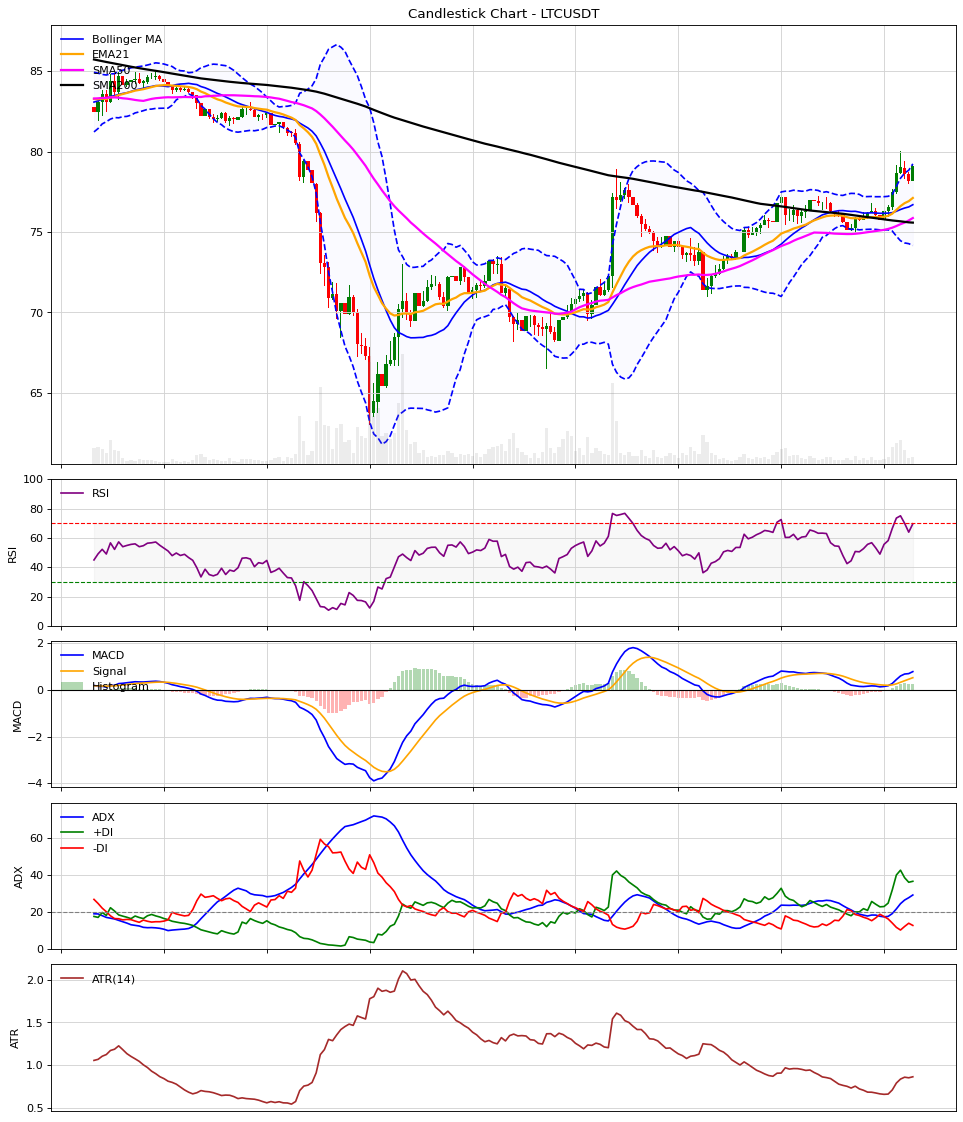 Candlestick Chart - LTCUSDT
Bollinger MA
EMA21
SMA50
SMA200
85
80
75
70
65
RSI
100
80
60
40
20
0
RSI
MACD
Signal
Histogram
2
0
−2
−4
MACD
ADX
+DI
-DI
60
40
20
0
ADX
ATR(14)
2.0
1.5
1.0
0.5
ATR